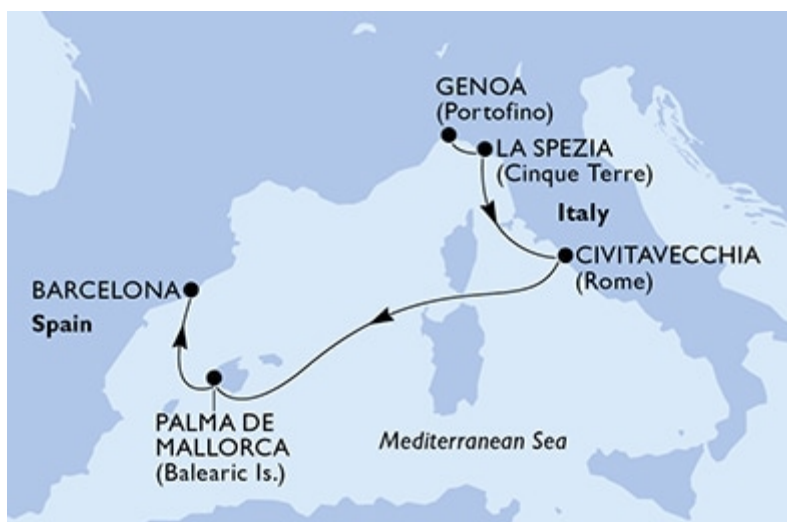 GENOA
(Portofino)
LA SPEZIA
(Cinque Terre)
Italy
CIVITAVECCHIA
(Rome)
BARCELONA
Spain
PALMA DE
MALLORCA
(Balearic Is.)
Mediterranean Sea